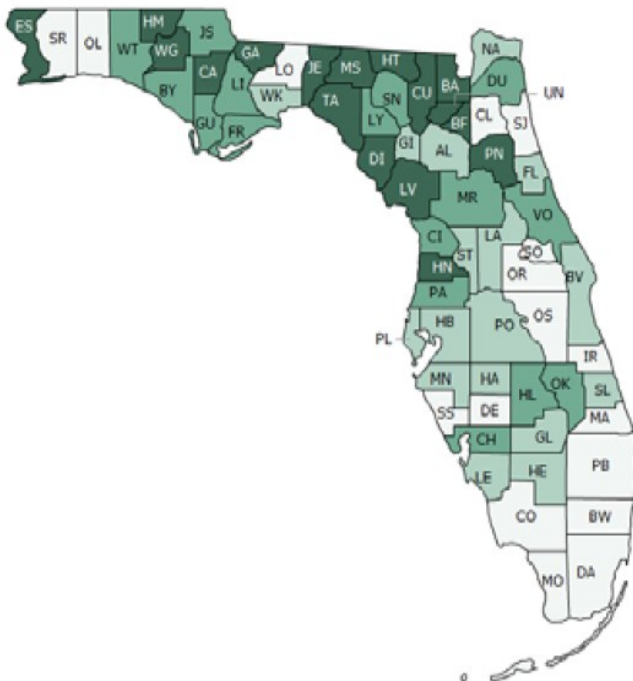 ES
SR
OL
WT
HM
WG
JS
BY
CA
LI
GU
FR
GA
LO
WK
JE
MS
TA
HT
SN
LY
CU
BA
BF
UN
NA
DU
CL
SJ
DI
GI
AL
PN
FL
LV
MR
VO
CI
ST
LA
SO
HN
OR
BV
PA
PL
HB
PO
OS
IR
MN
HA
HL
OK
SL
SS
DE
MA
CH
GL
LE
HE
PB
CO
BW
MO
DA